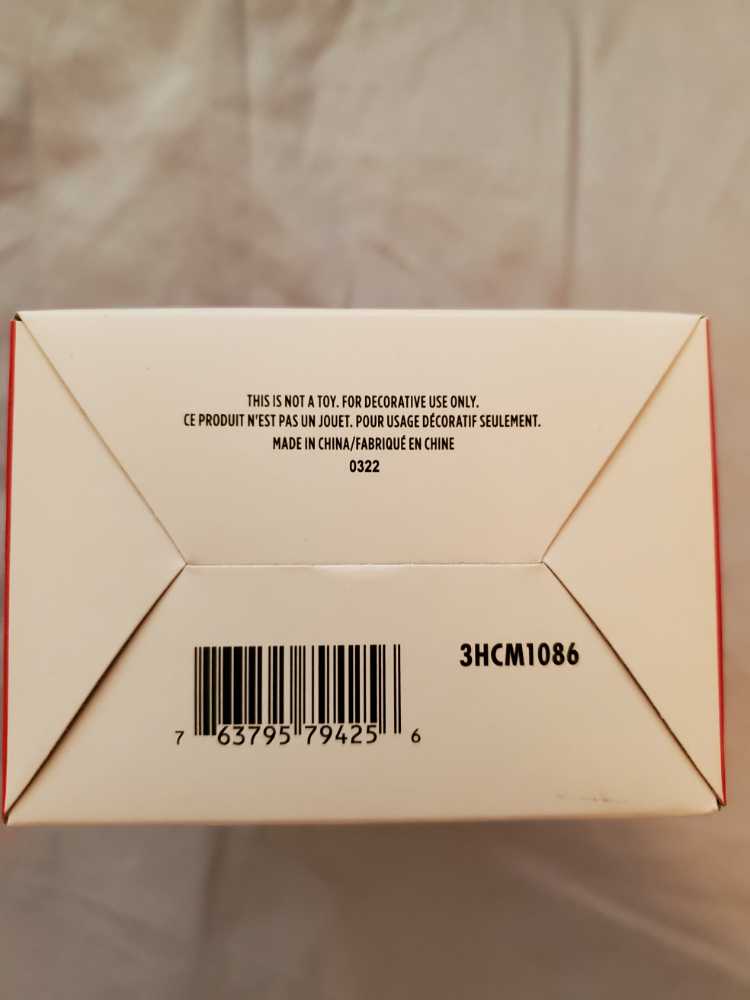 THIS IS NOT A TOY. FOR DECORATIVE USE ONLY.
CE PRODUIT N'EST PAS UN JOUET. POUR USAGE DÉCORATIF SEULEMENT.
MADE IN CHINA/FABRIQUÉ EN CHINE
0322
3HCM1086
7 63795 79425 6